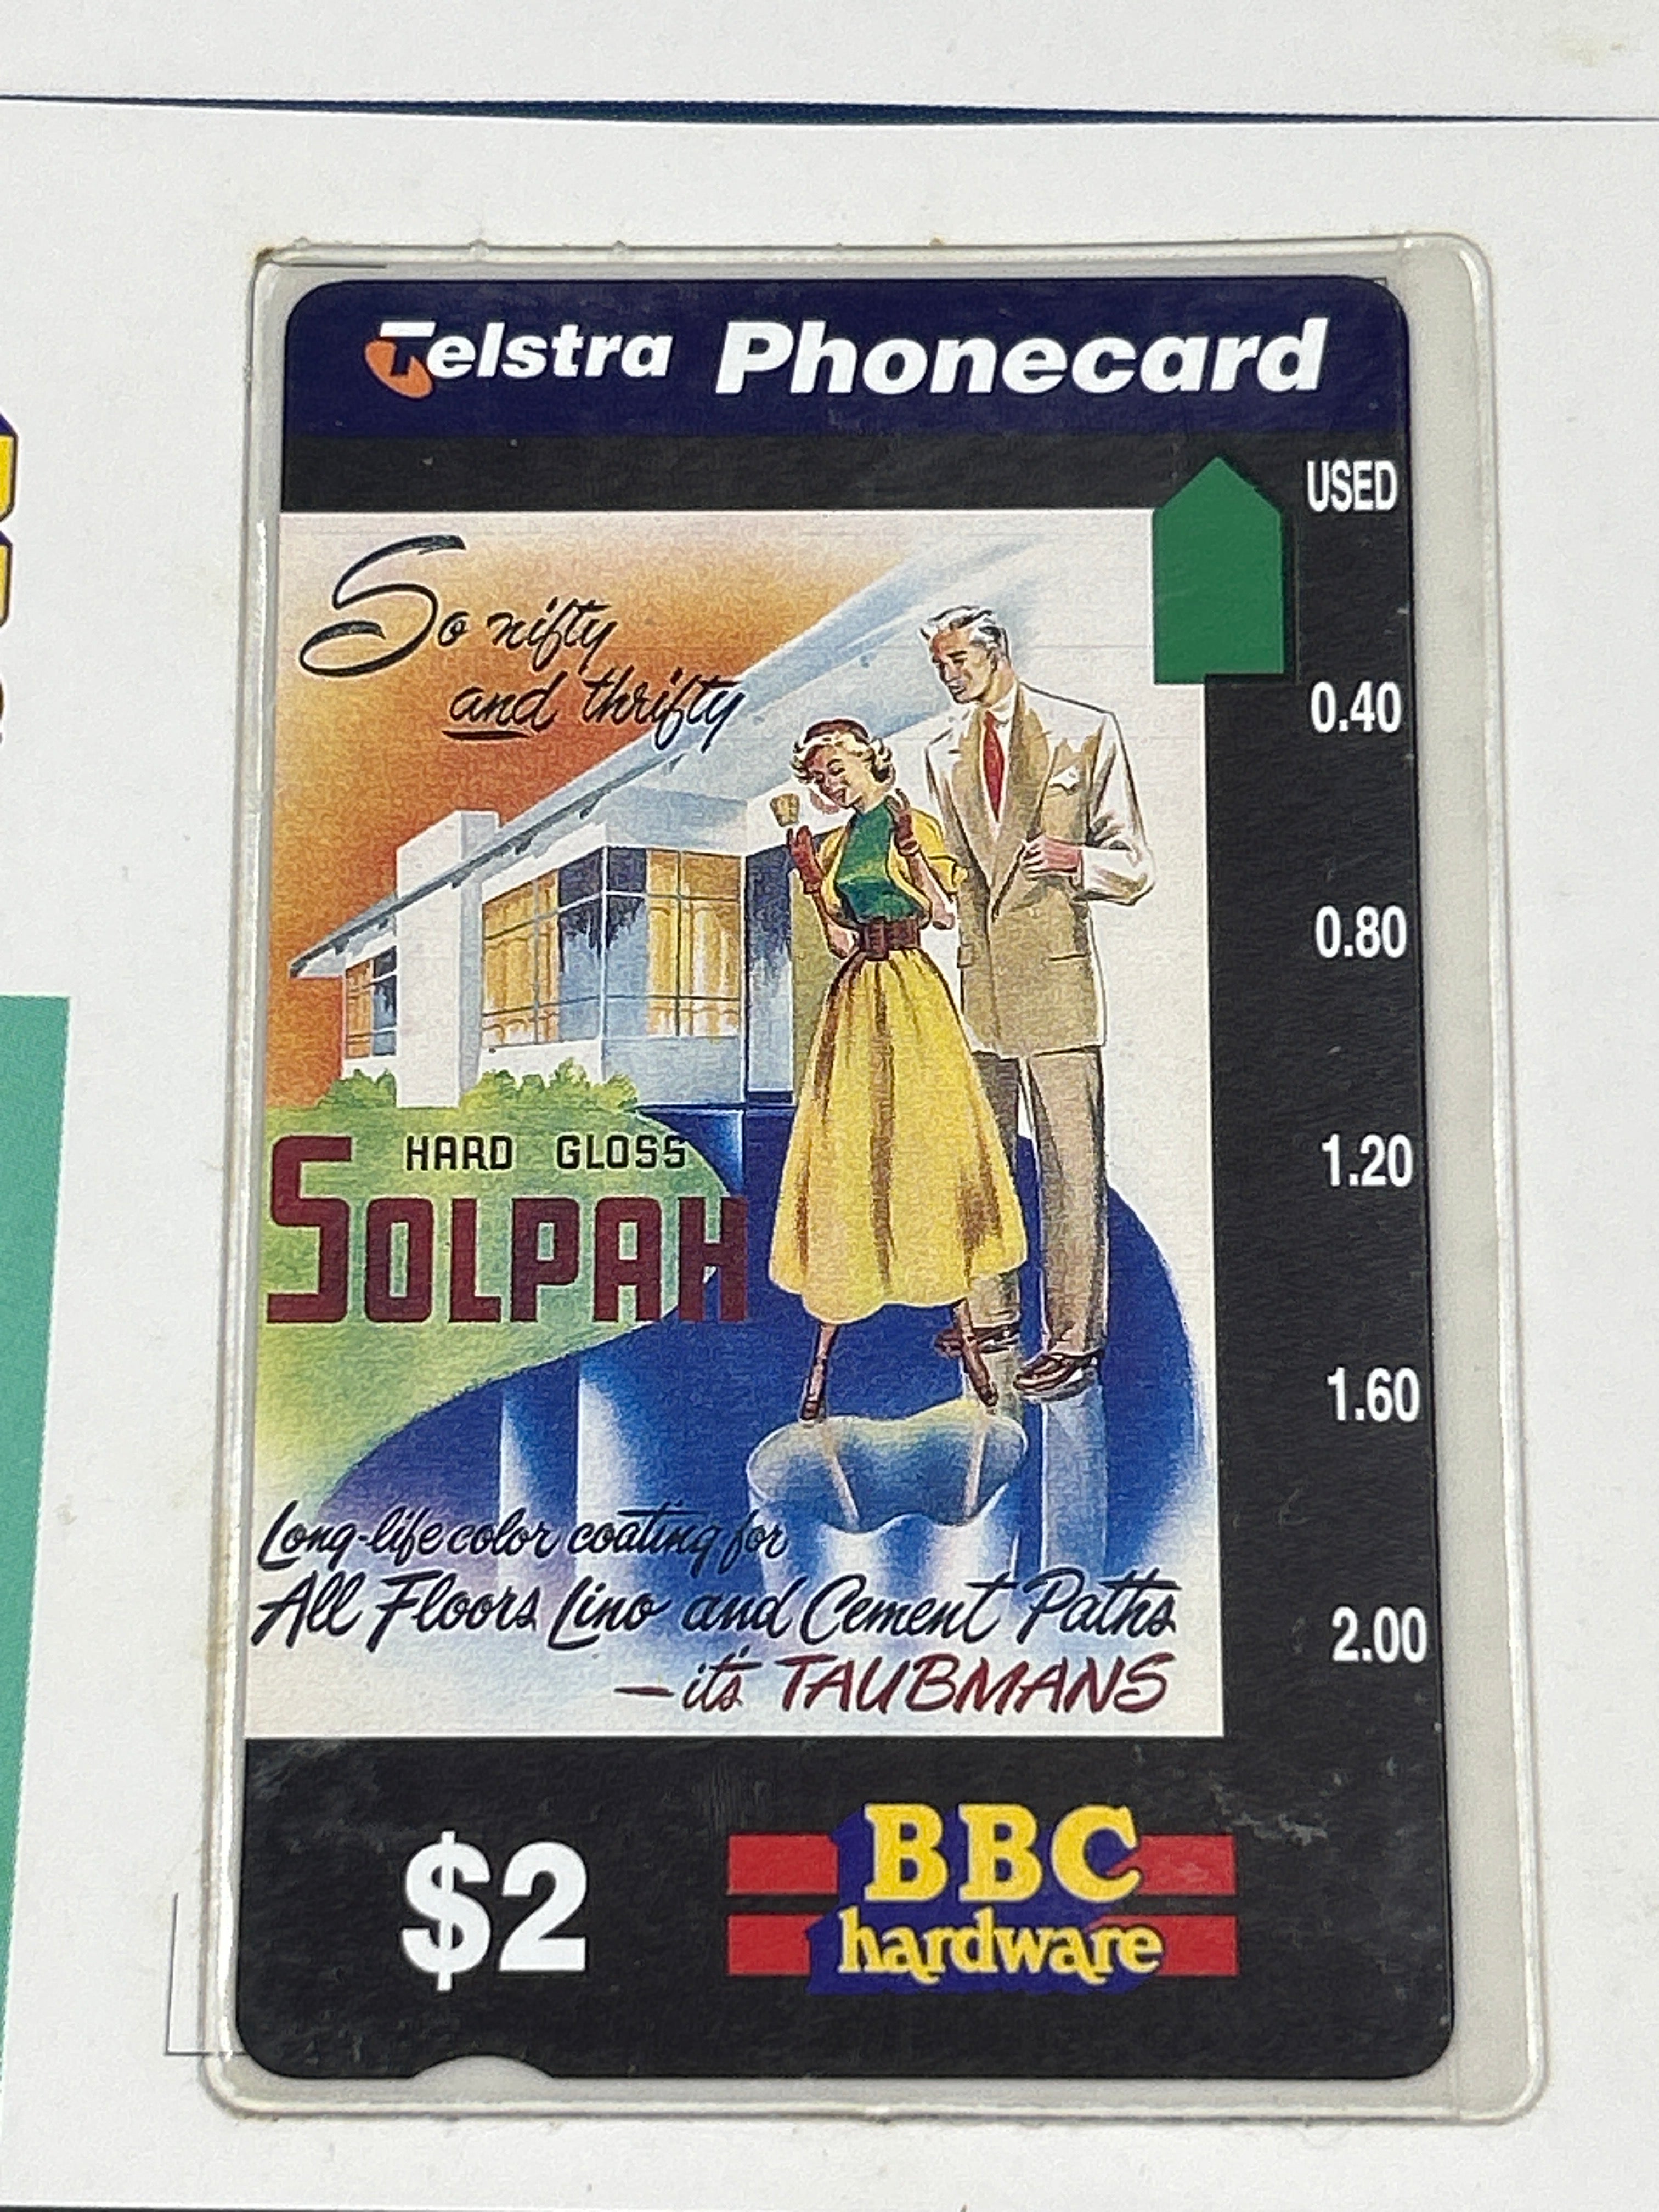 Telstra Phonecard
USED
So nifty
and thrifty
0.40
0.80
HARD GLOSS
SOLPAH
1.20
1.60
Long-life color coating for
All Floors Lino and Cement Paths
2.00
—it's TAUBMANS
$2
BBC
hardware